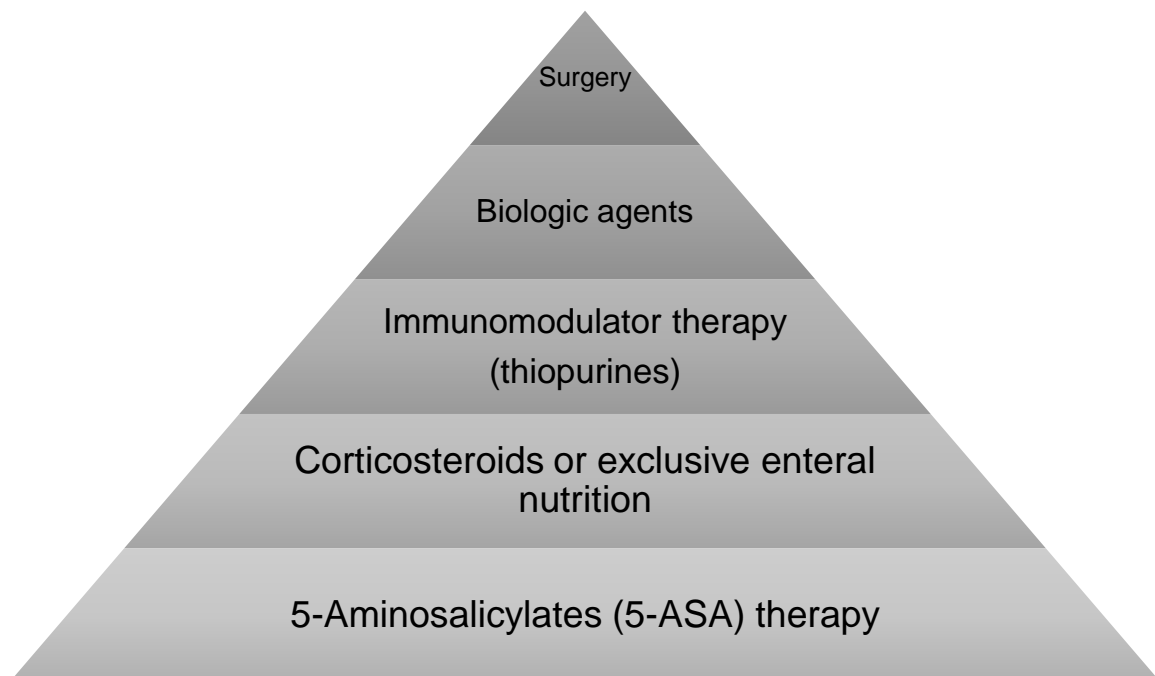 Surgery
Biologic agents
Immunomodulator therapy
(thiopurines)
Corticosteroids or exclusive enteral
nutrition
5-Aminosalicylates (5-ASA) therapy